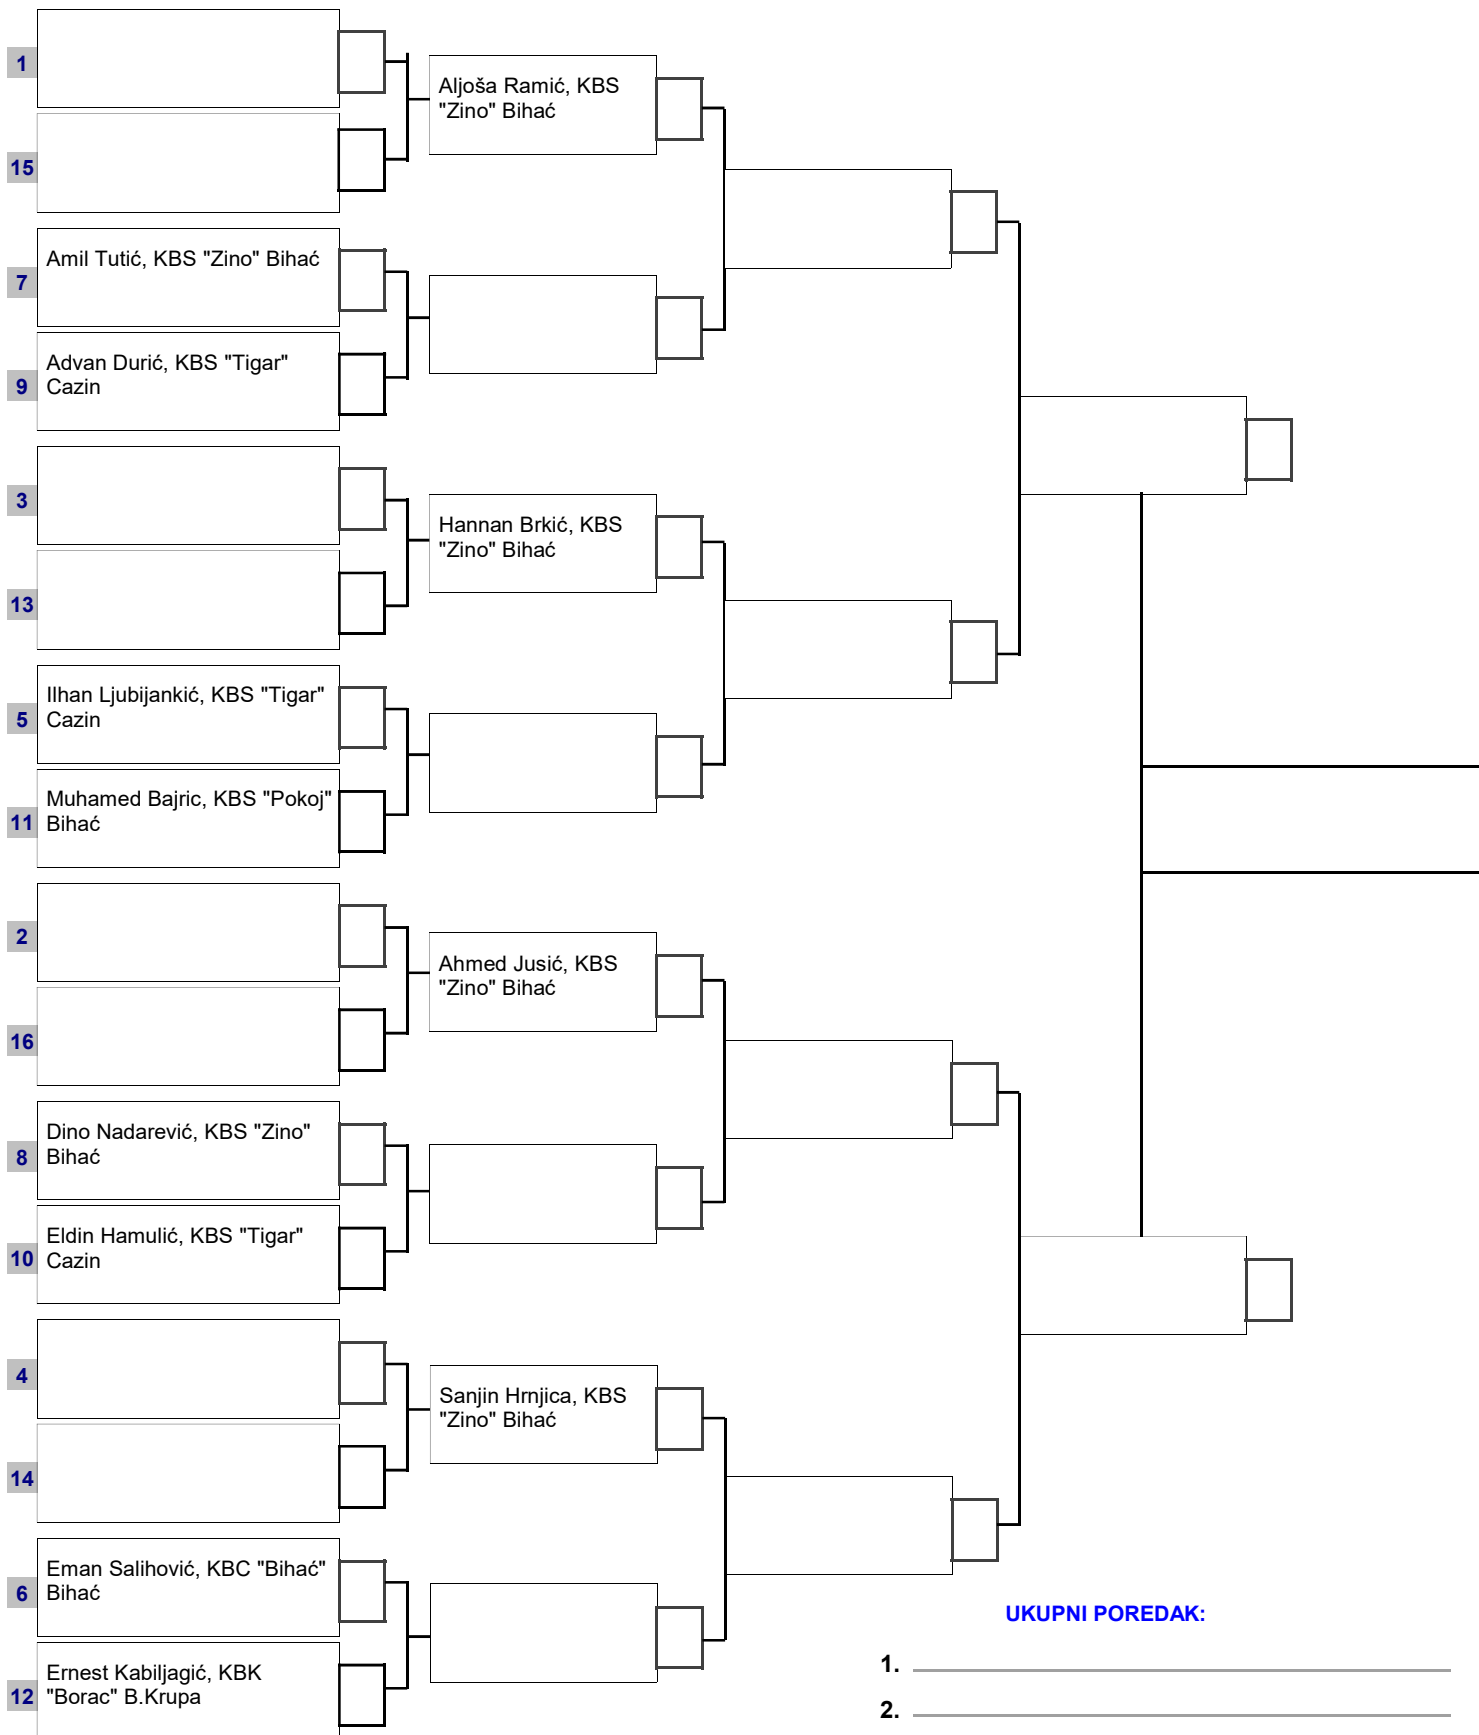 1
Aljoša Ramić, KBS
"Zino" Bihać
15
Amil Tutić, KBS "Zino" Bihać
7
Advan Durić, KBS "Tigar"
Cazin
9
3
Hannan Brkić, KBS
"Zino" Bihać
13
Ilhan Ljubijankić, KBS "Tigar"
Cazin
5
Muhamed Bajric, KBS "Pokoj"
Bihać
11
2
Ahmed Jusić, KBS
"Zino" Bihać
16
Dino Nadarević, KBS "Zino"
Bihać
8
Eldin Hamulić, KBS "Tigar"
Cazin
10
4
Sanjin Hrnjica, KBS
"Zino" Bihać
14
Eman Salihović, KBC "Bihać"
Bihać
6
Ernest Kabiljagić, KBK
"Borac" B.Krupa
12
UKUPNI POREDAK:
1.
2.